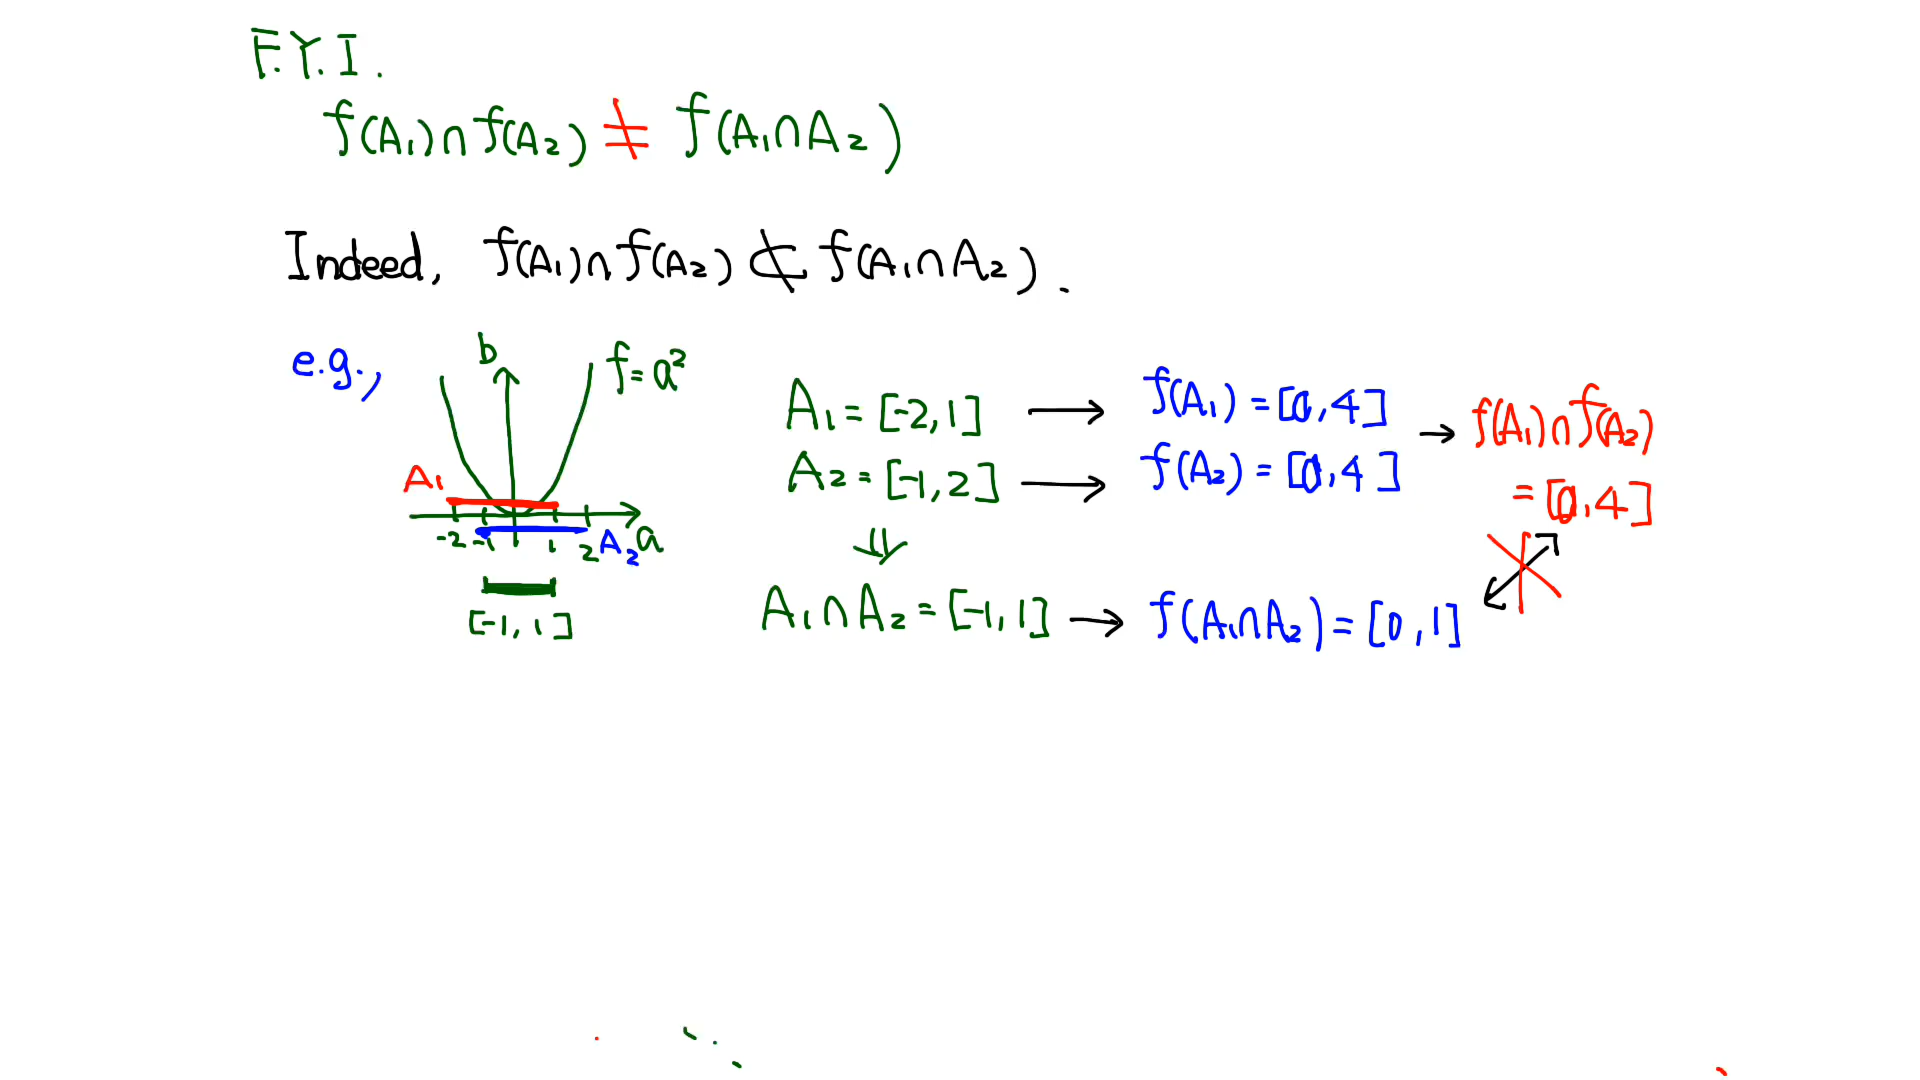 F.Y.I.
f(A₁)∩f(A₂) ≠ f(A₁∩A₂)
Indeed, f(A₁)∩f(A₂) ⊄ f(A₁∩A₂).
e.g.,
b
f=a²
A₁
-2 -1 1 2 A₂ a
[-1, 1]
A₁ = [-2, 1] → f(A₁) = [0, 4]
A₂ = [-1, 2] → f(A₂) = [0, 4]
→ f(A₁)∩f(A₂)
= [0, 4]
⇓
A₁∩A₂ = [-1, 1] → f(A₁∩A₂) = [0, 1]